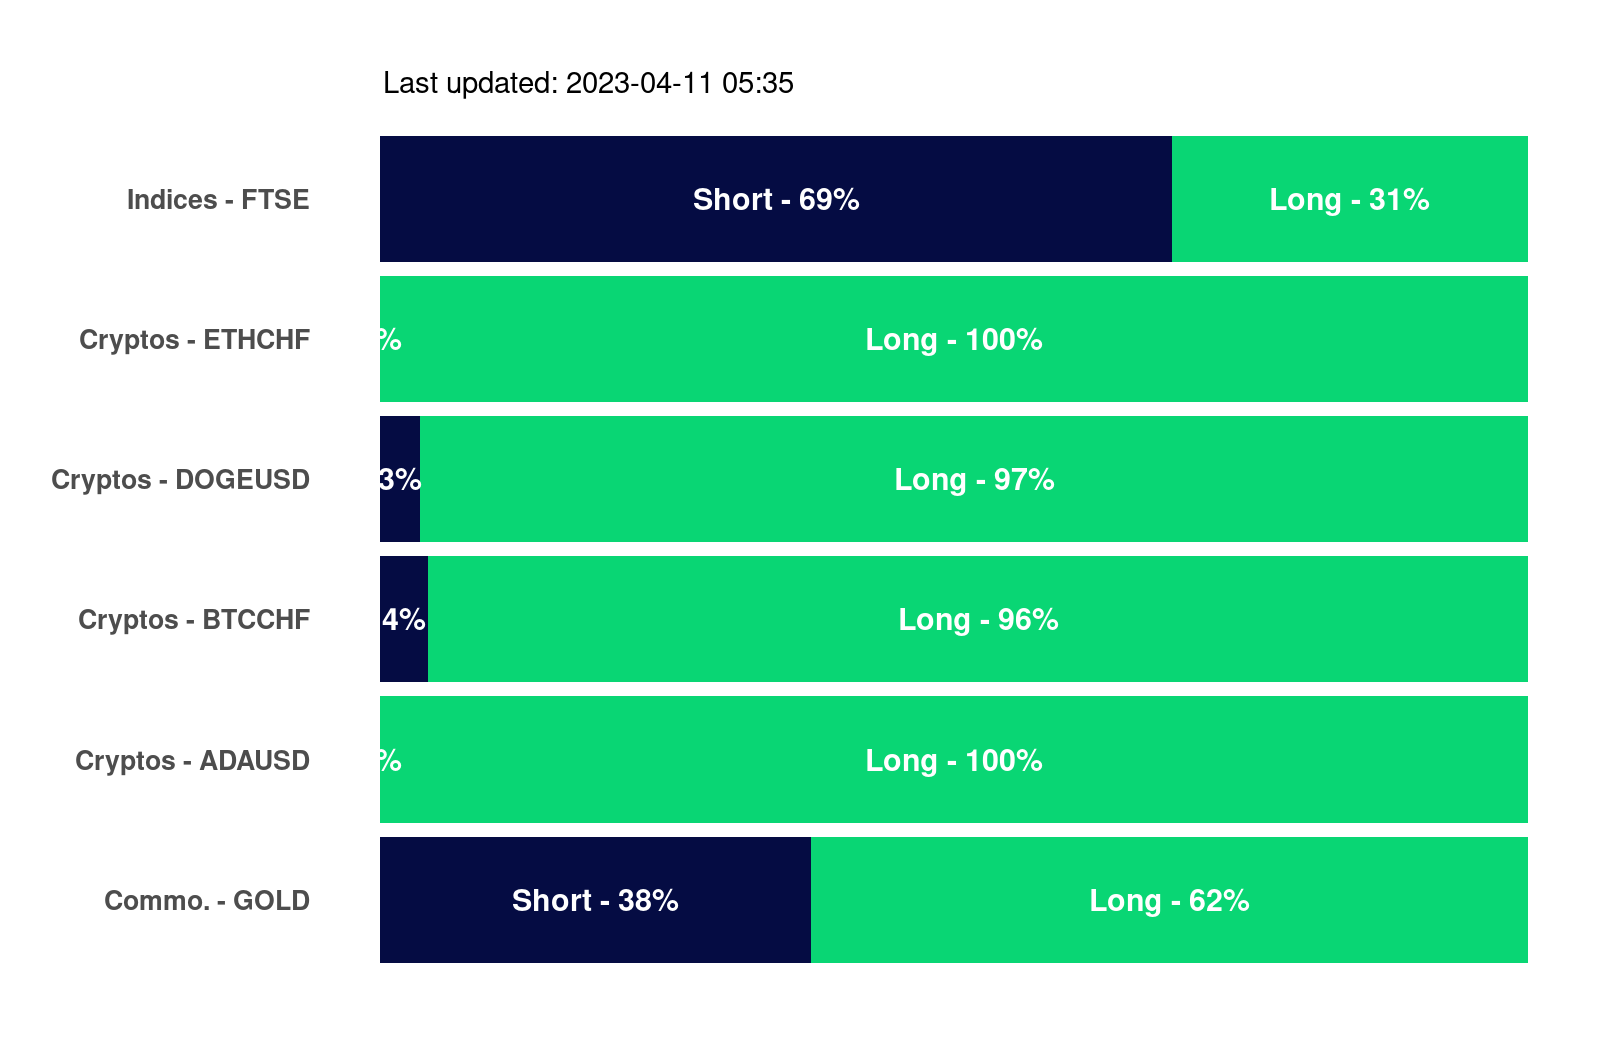 Last updated: 2023-04-11 05:35
Indices - FTSE Short - 69% Long - 31%
Cryptos - ETHCHF % Long - 100%
Cryptos - DOGEUSD 3% Long - 97%
Cryptos - BTCCHF 4% Long - 96%
Cryptos - ADAUSD % Long - 100%
Commo. - GOLD Short - 38% Long - 62%